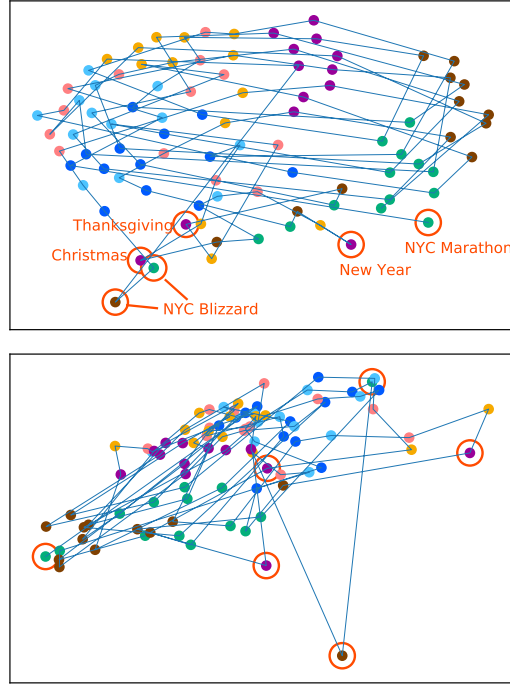 Thanksgiving
Christmas
NYC Marathon
New Year
NYC Blizzard